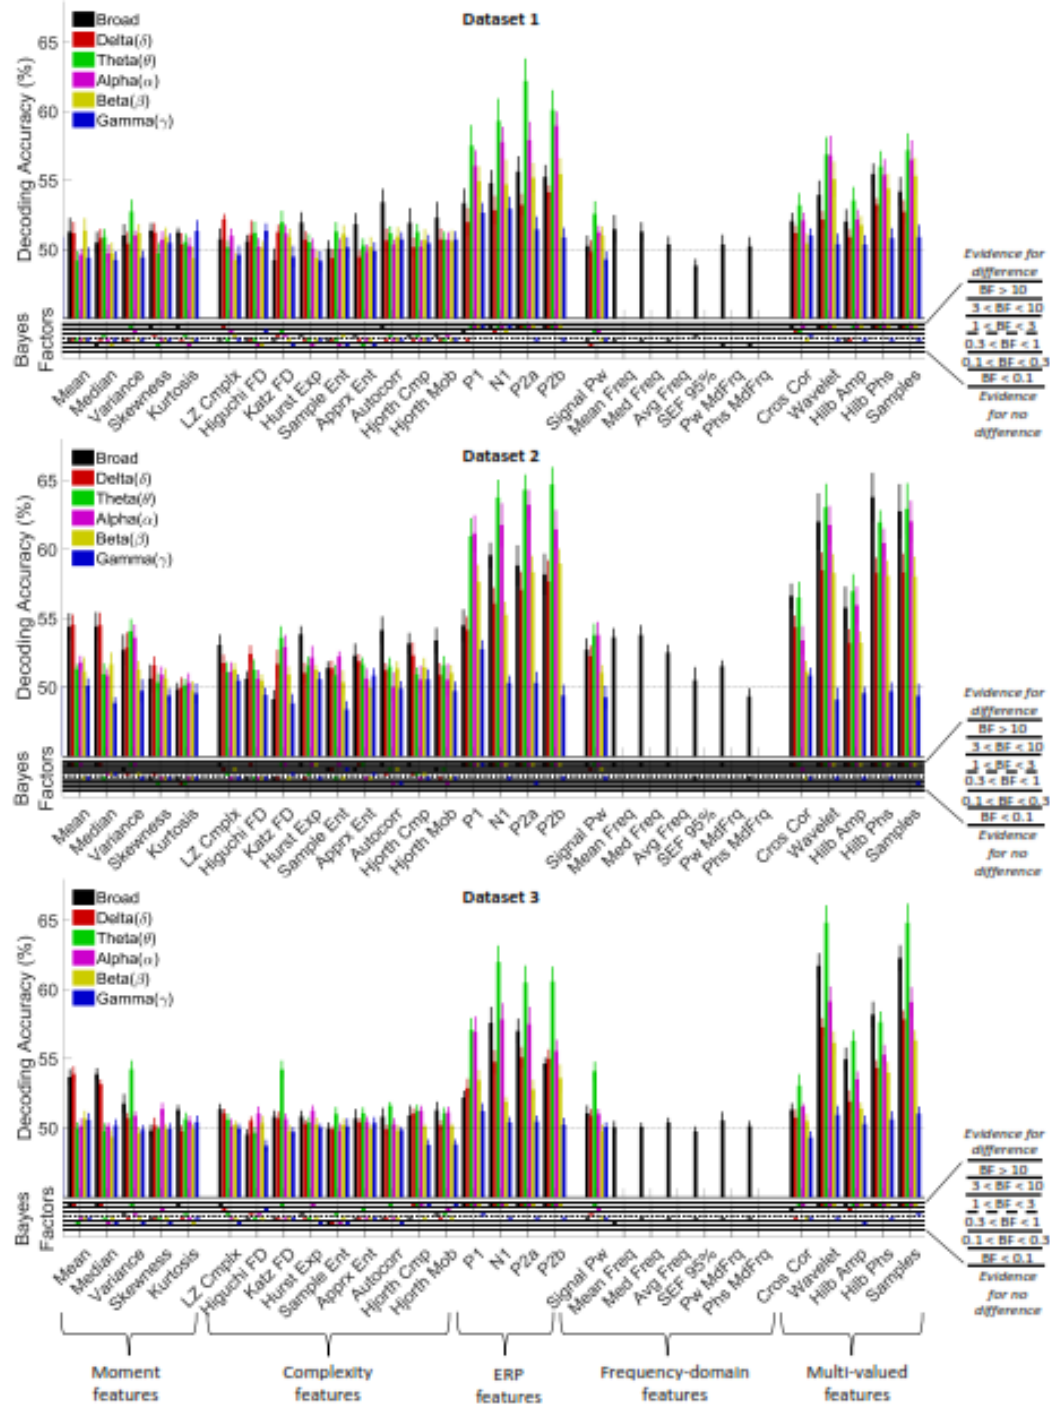 Dataset 1
Broad
Delta(δ)
Theta(θ)
Alpha(α)
Beta(β)
Gamma(γ)
Decoding Accuracy (%)
65
60
55
50
Bayes
Factors
Evidence for
difference
BF > 10
3 < BF < 10
1 < BF < 3
0.3 < BF < 1
0.1 < BF < 0.3
BF < 0.1
Evidence
for no
difference
Mean
Median
Variance
Skewness
Kurtosis
LZ Cmplx
Higuchi FD
Katz FD
Hurst Exp
Sample Ent
Apprx Ent
Autocorr
Hjorth Cmp
Hjorth Mob
P1
N1
P2a
P2b
Signal Pw
Mean Freq
Med Freq
Avg Freq
SEF 95%
Pw MdFrq
Phs MdFrq
Cros Cor
Wavelet
Hilb Amp
Hilb Phs
Samples
Dataset 2
Broad
Delta(δ)
Theta(θ)
Alpha(α)
Beta(β)
Gamma(γ)
Decoding Accuracy (%)
65
60
55
50
Bayes
Factors
Evidence for
difference
BF > 10
3 < BF < 10
1 < BF < 3
0.3 < BF < 1
0.1 < BF < 0.3
BF < 0.1
Evidence
for no
difference
Mean
Median
Variance
Skewness
Kurtosis
LZ Cmplx
Higuchi FD
Katz FD
Hurst Exp
Sample Ent
Apprx Ent
Autocorr
Hjorth Cmp
Hjorth Mob
P1
N1
P2a
P2b
Signal Pw
Mean Freq
Med Freq
Avg Freq
SEF 95%
Pw MdFrq
Phs MdFrq
Cros Cor
Wavelet
Hilb Amp
Hilb Phs
Samples
Dataset 3
Broad
Delta(δ)
Theta(θ)
Alpha(α)
Beta(β)
Gamma(γ)
Decoding Accuracy (%)
65
60
55
50
Bayes
Factors
Evidence for
difference
BF > 10
3 < BF < 10
1 < BF < 3
0.3 < BF < 1
0.1 < BF < 0.3
BF < 0.1
Evidence
for no
difference
Mean
Median
Variance
Skewness
Kurtosis
LZ Cmplx
Higuchi FD
Katz FD
Hurst Exp
Sample Ent
Apprx Ent
Autocorr
Hjorth Cmp
Hjorth Mob
P1
N1
P2a
P2b
Signal Pw
Mean Freq
Med Freq
Avg Freq
SEF 95%
Pw MdFrq
Phs MdFrq
Cros Cor
Wavelet
Hilb Amp
Hilb Phs
Samples
Moment
features
Complexity
features
ERP
features
Frequency-domain
features
Multi-valued
features